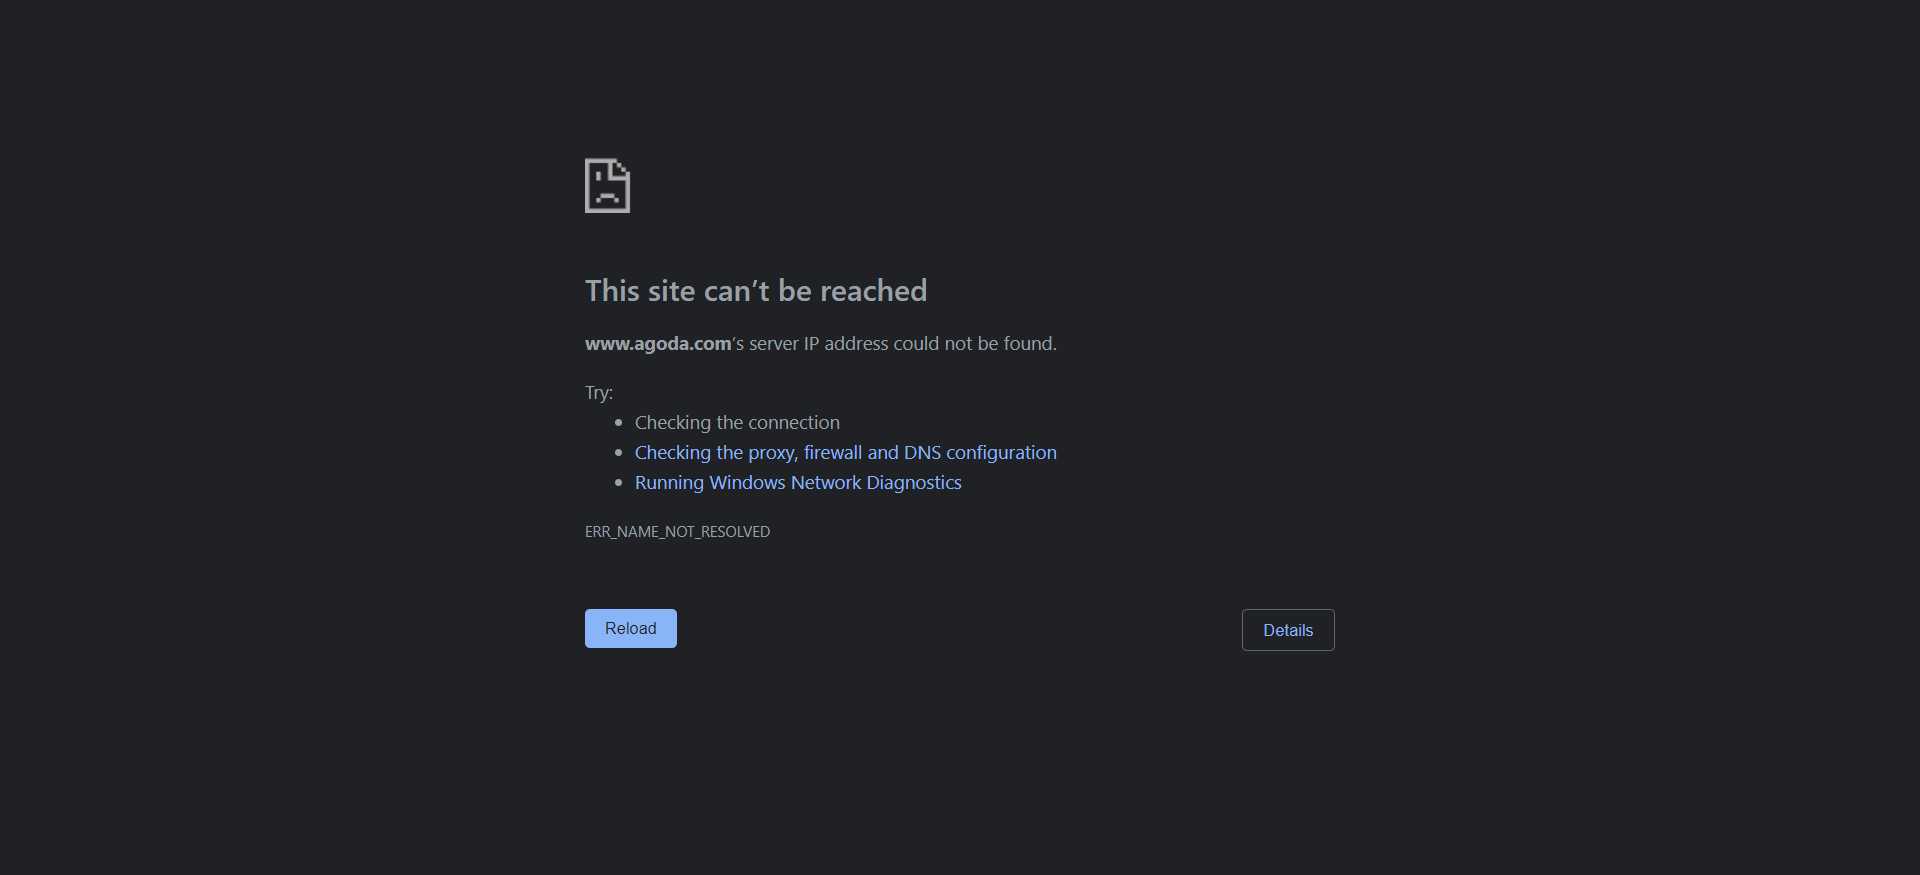 This site can’t be reached
www.agoda.com’s server IP address could not be found.
Try:
Checking the connection
Checking the proxy, firewall and DNS configuration
Running Windows Network Diagnostics
ERR_NAME_NOT_RESOLVED
Reload
Details